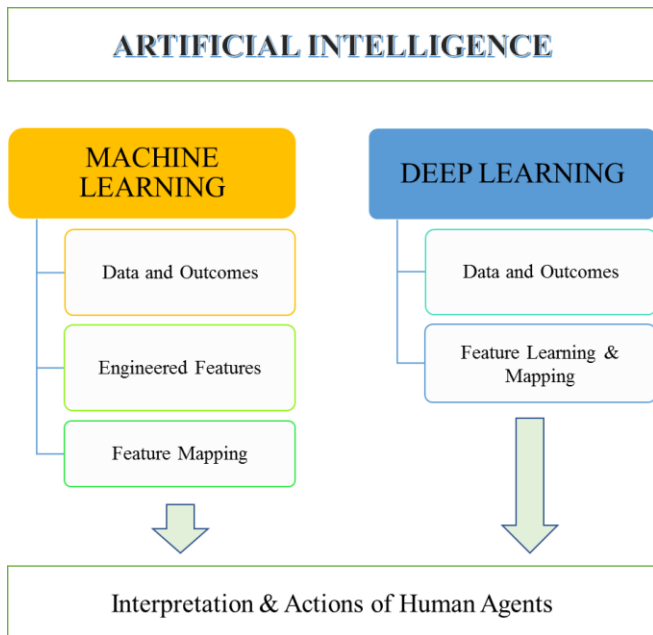 ARTIFICIAL INTELLIGENCE
MACHINE
LEARNING
Data and Outcomes
Engineered Features
Feature Mapping
DEEP LEARNING
Data and Outcomes
Feature Learning &
Mapping
Interpretation & Actions of Human Agents